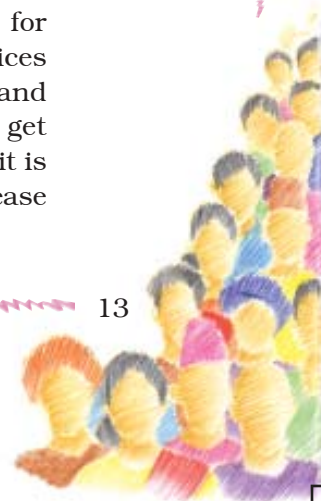 for
ices
and
get
it is
ease
13